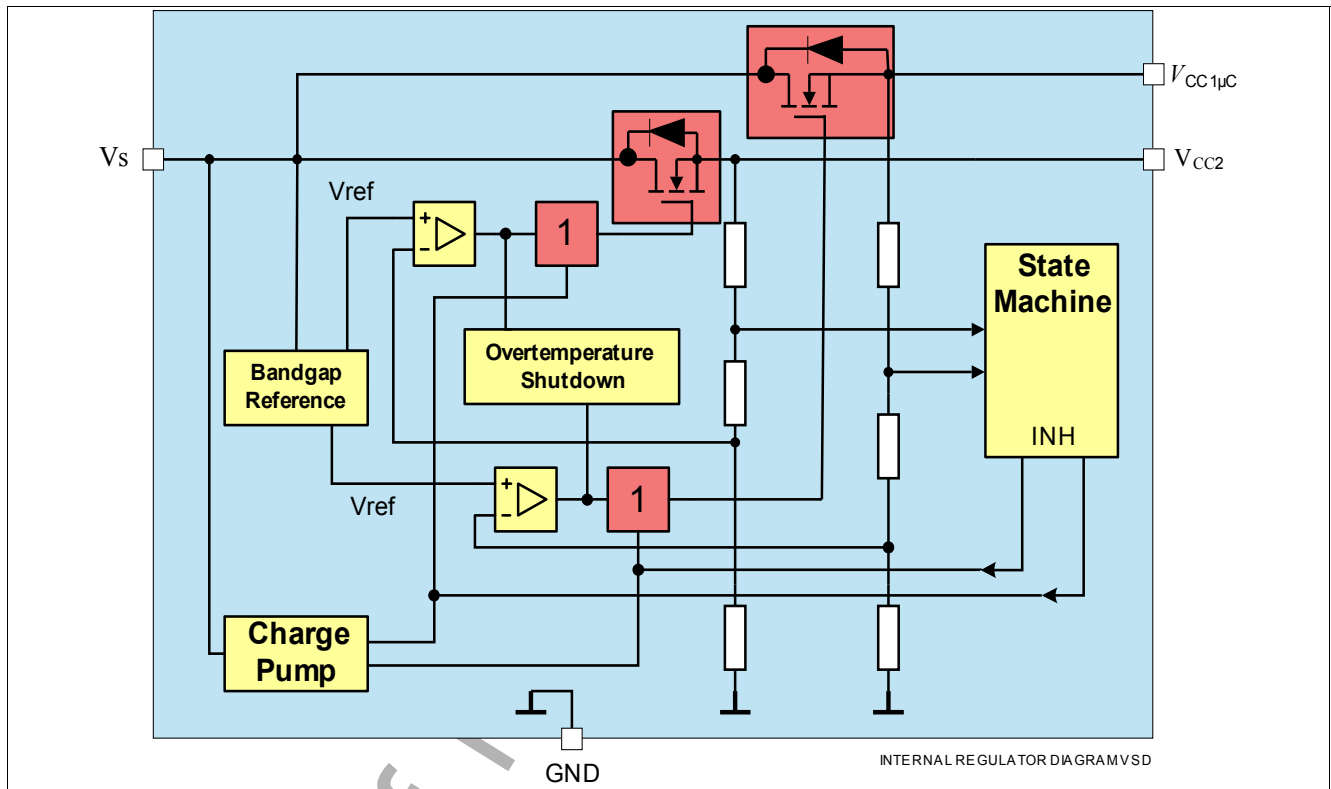 VCC1µC
Vs
VCC2
Vref
+
-
1
State
Machine
Overtemperature
Shutdown
Bandgap
Reference
INH
+
-
1
Vref
Charge
Pump
GND
INTERNAL REGULATOR DIAGRAM.VSD